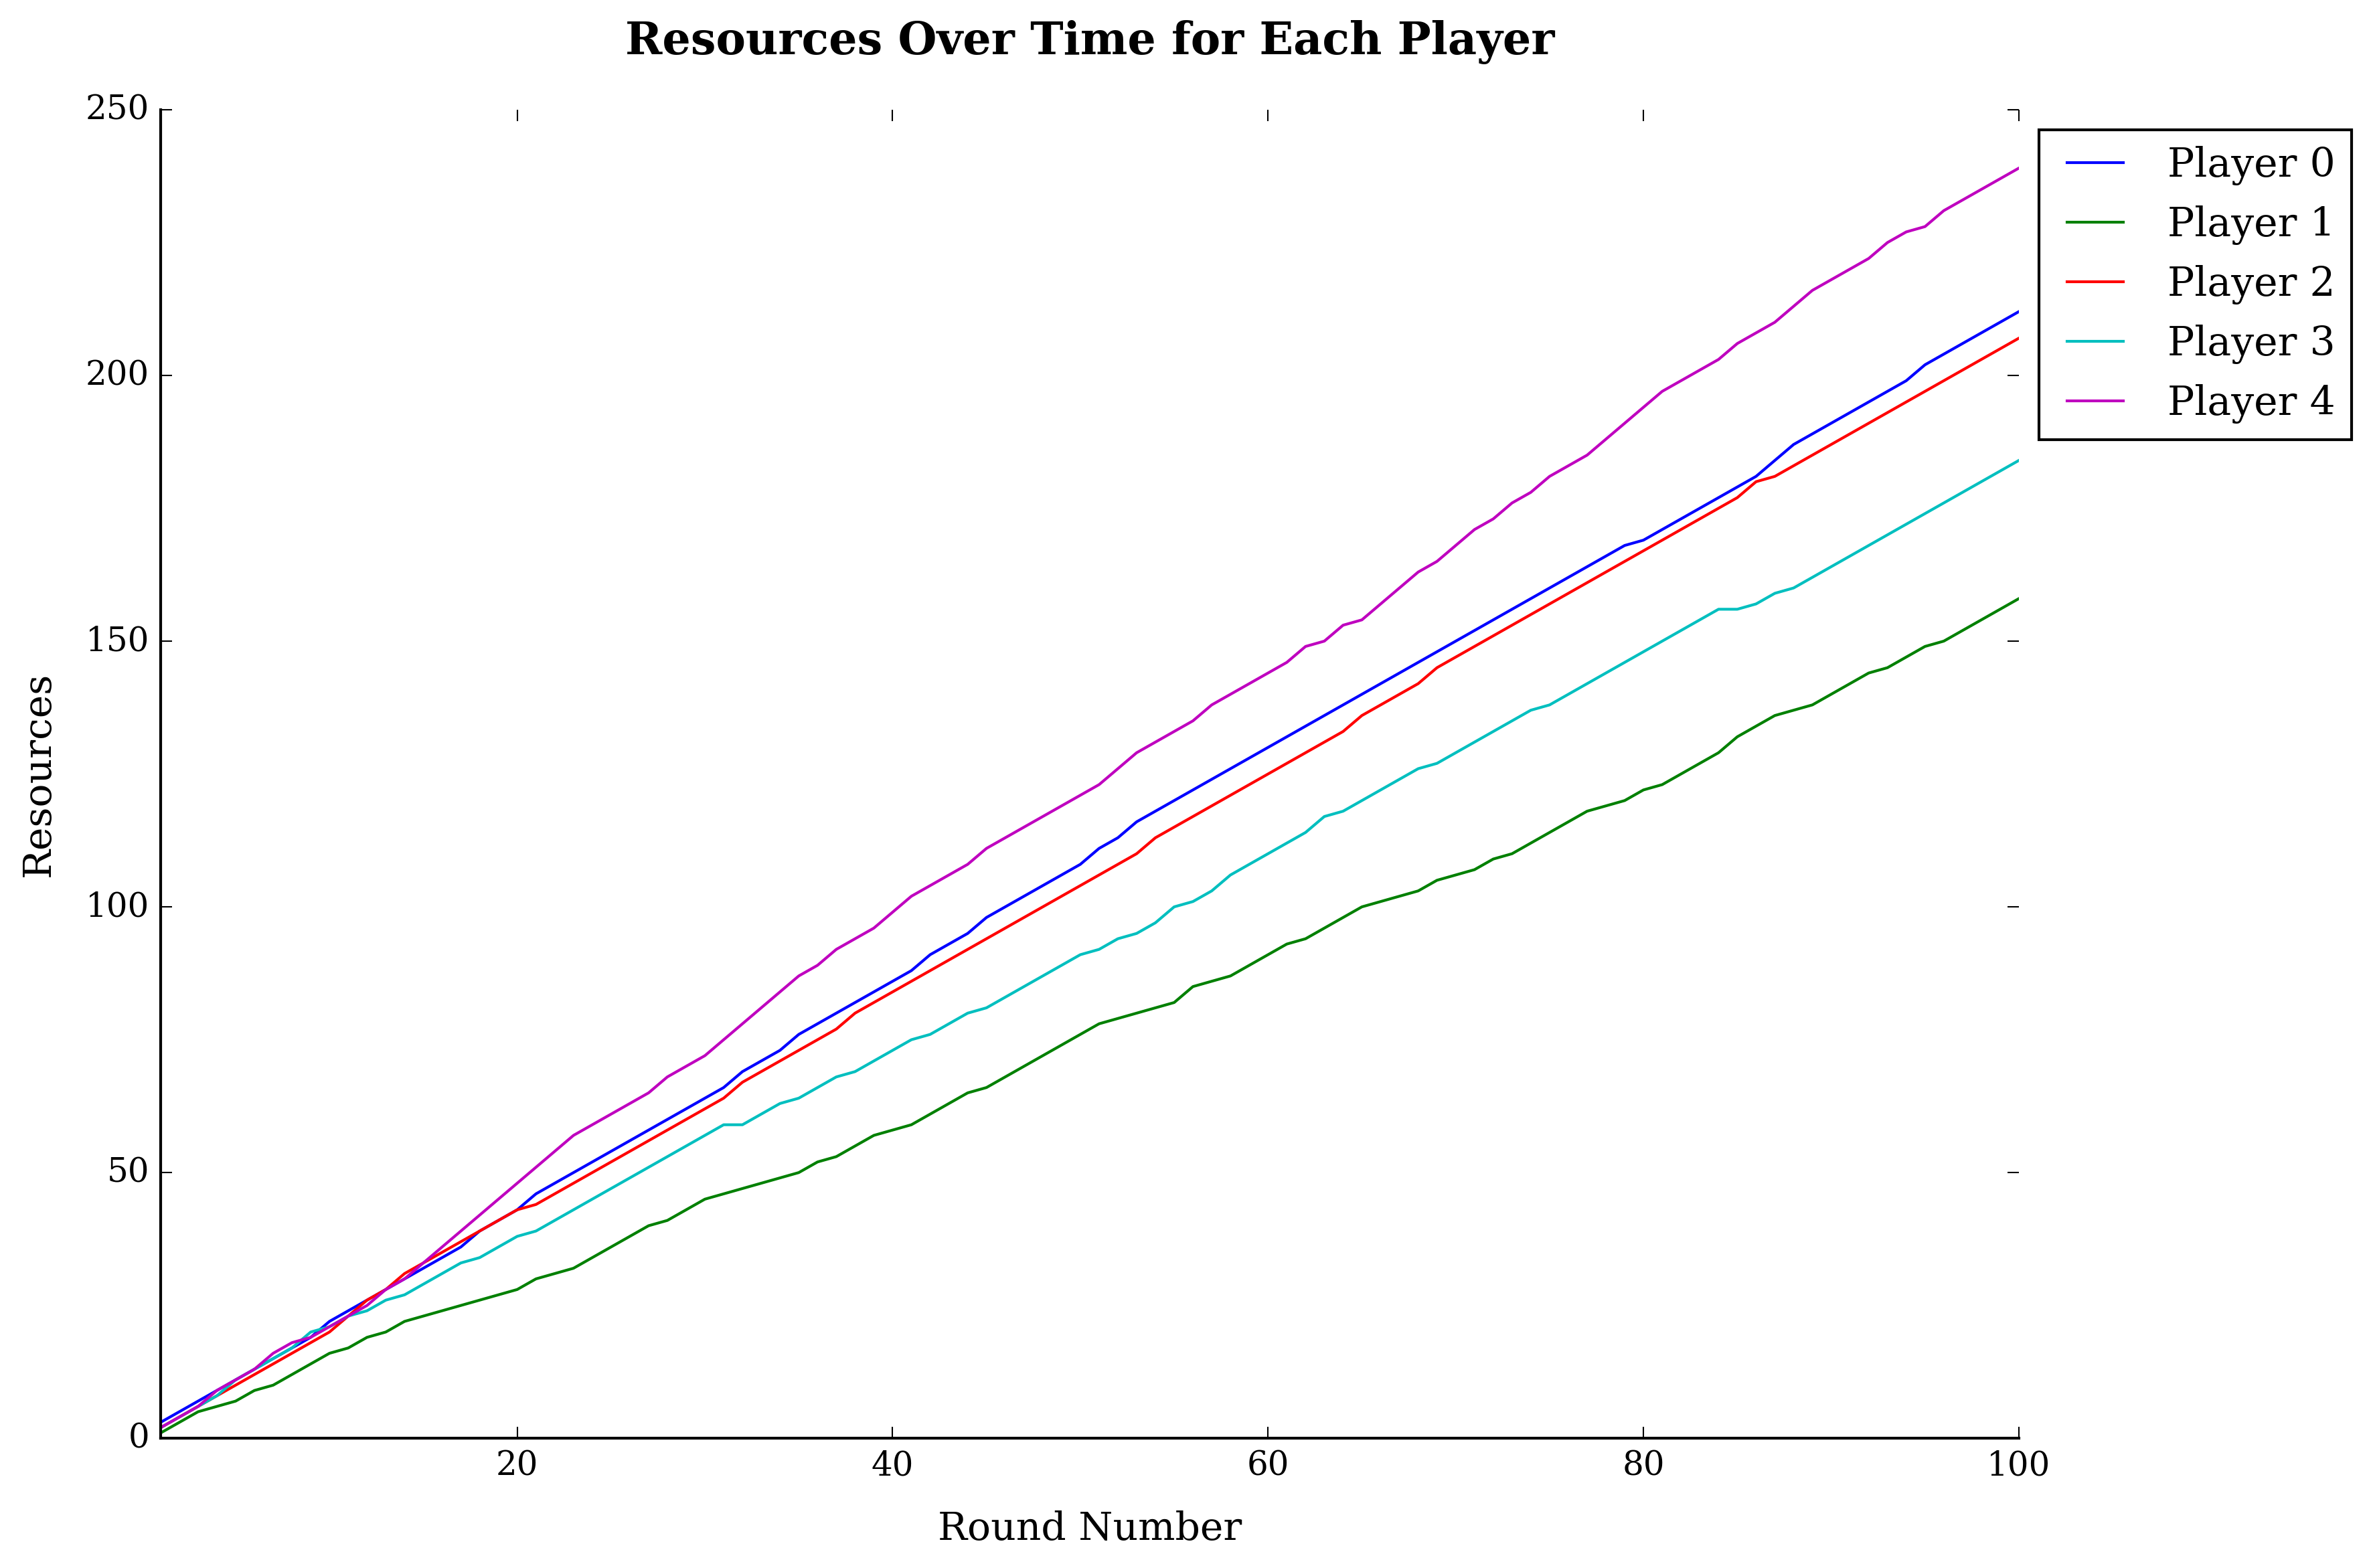 Resources Over Time for Each Player
250
200
150
100
50
0
Resources
20
40
60
80
100
Round Number
Player 0
Player 1
Player 2
Player 3
Player 4